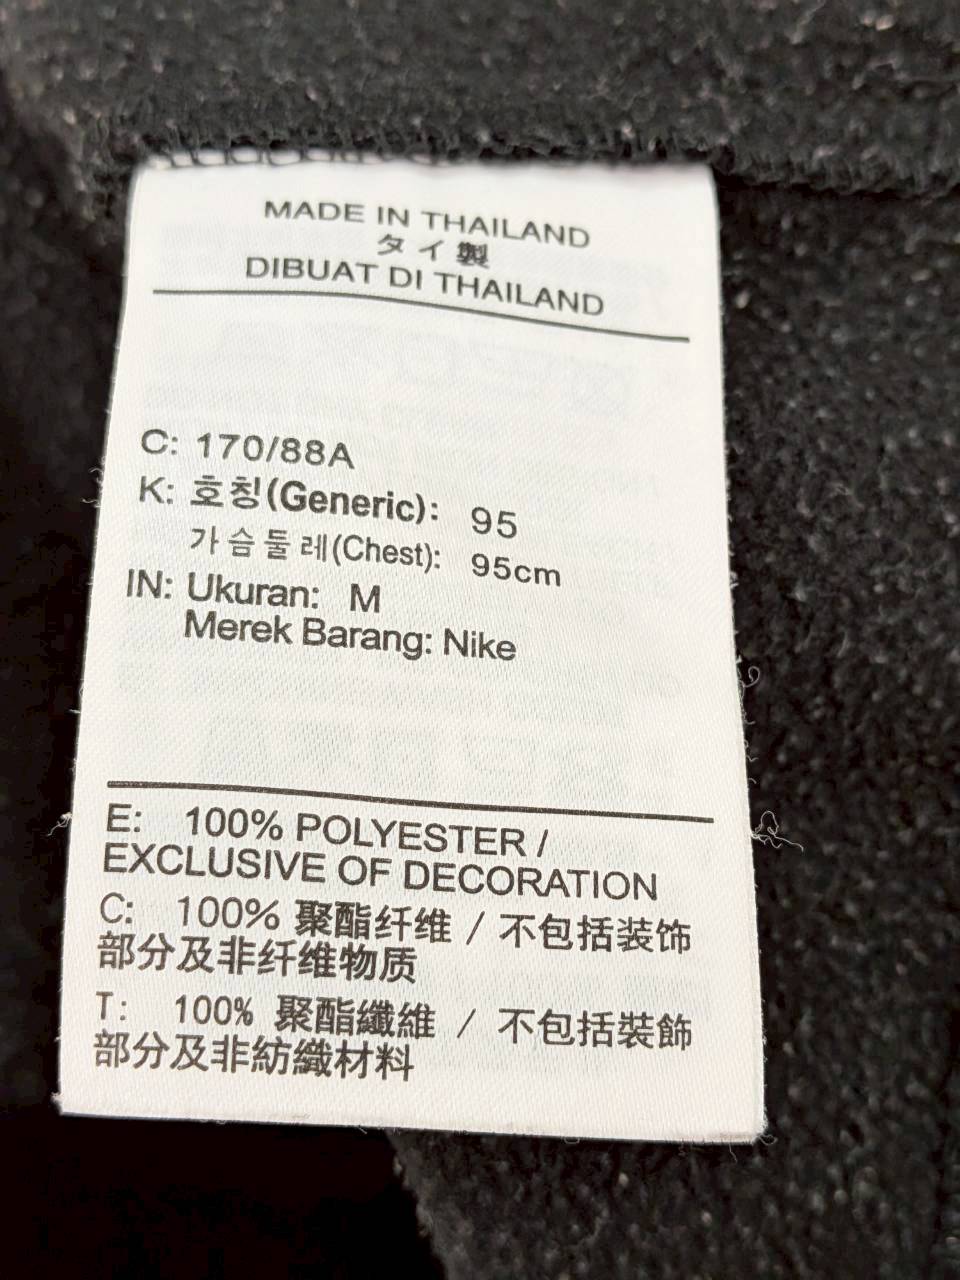 MADE IN THAILAND
タイ製
DIBUAT DI THAILAND
C: 170/88A
K: 호칭(Generic): 95
가슴둘레(Chest): 95cm
IN: Ukuran: M
Merek Barang: Nike
E: 100% POLYESTER /
EXCLUSIVE OF DECORATION
C: 100% 聚酯纤维 / 不包括装饰
部分及非纤维物质
T: 100% 聚酯纖維 / 不包括裝飾
部分及非紡織材料